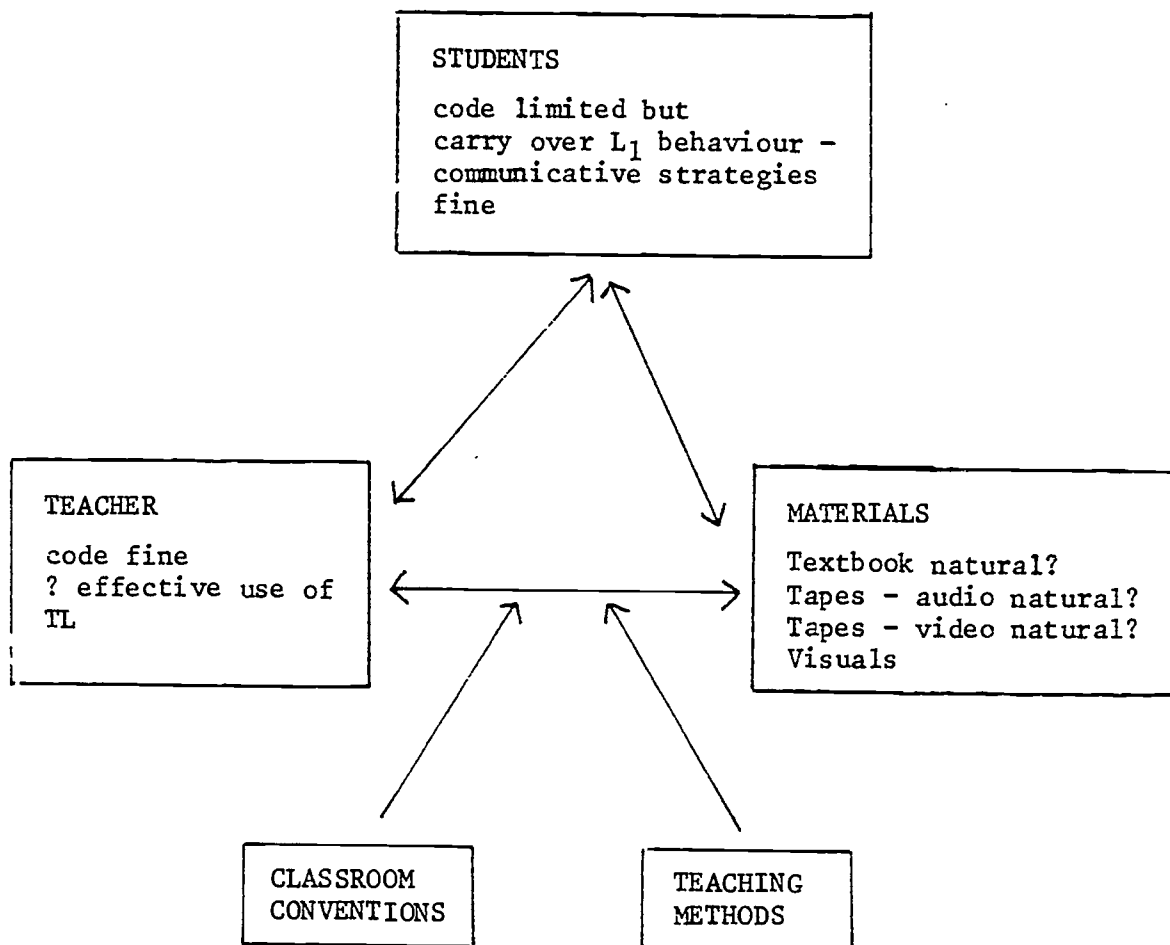 STUDENTS
code limited but
carry over L1 behaviour -
communicative strategies
fine
TEACHER
code fine
? effective use of
TL
MATERIALS
Textbook natural?
Tapes - audio natural?
Tapes - video natural?
Visuals
CLASSROOM
CONVENTIONS
TEACHING
METHODS